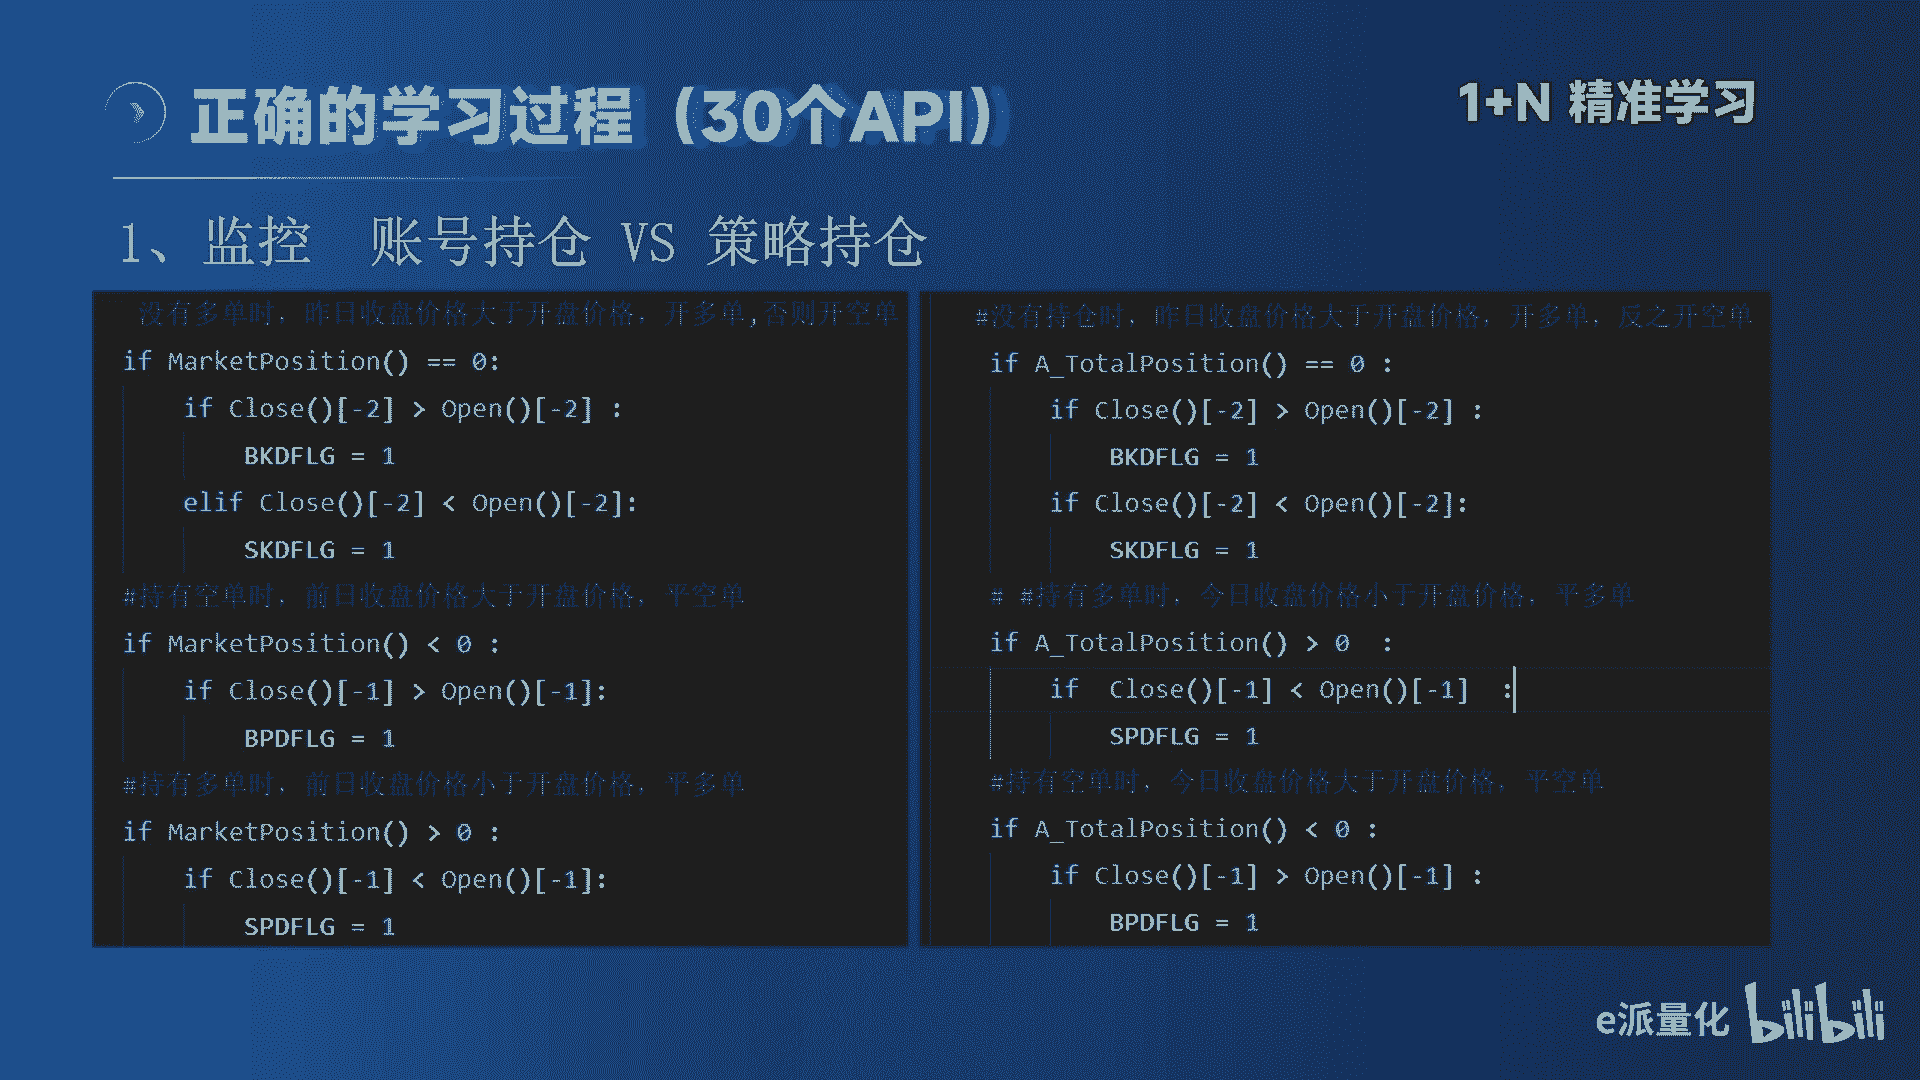 正确的学习过程（30个API）
1+N 精准学习
1、监控 账号持仓 VS 策略持仓
没有多单时，昨日收盘价格大于开盘价格，开多单,否则开空单
if MarketPosition() == 0:
if Close()[-2] > Open()[-2] :
BKDFLG = 1
elif Close()[-2] < Open()[-2]:
SKDFLG = 1
#持有空单时，前日收盘价格大于开盘价格，平空单
if MarketPosition() < 0 :
if Close()[-1] > Open()[-1]:
BPDFLG = 1
#持有多单时，前日收盘价格小于开盘价格，平多单
if MarketPosition() > 0 :
if Close()[-1] < Open()[-1]:
SPDFLG = 1
#没有持仓时，昨日收盘价格大于开盘价格，开多单，反之开空单
if A_TotalPosition() == 0 :
if Close()[-2] > Open()[-2] :
BKDFLG = 1
if Close()[-2] < Open()[-2]:
SKDFLG = 1
# #持有多单时，今日收盘价格小于开盘价格，平多单
if A_TotalPosition() > 0 :
if Close()[-1] < Open()[-1] :
SPDFLG = 1
#持有空单时，今日收盘价格大于开盘价格，平空单
if A_TotalPosition() < 0 :
if Close()[-1] > Open()[-1] :
BPDFLG = 1
e派量化 bilibili